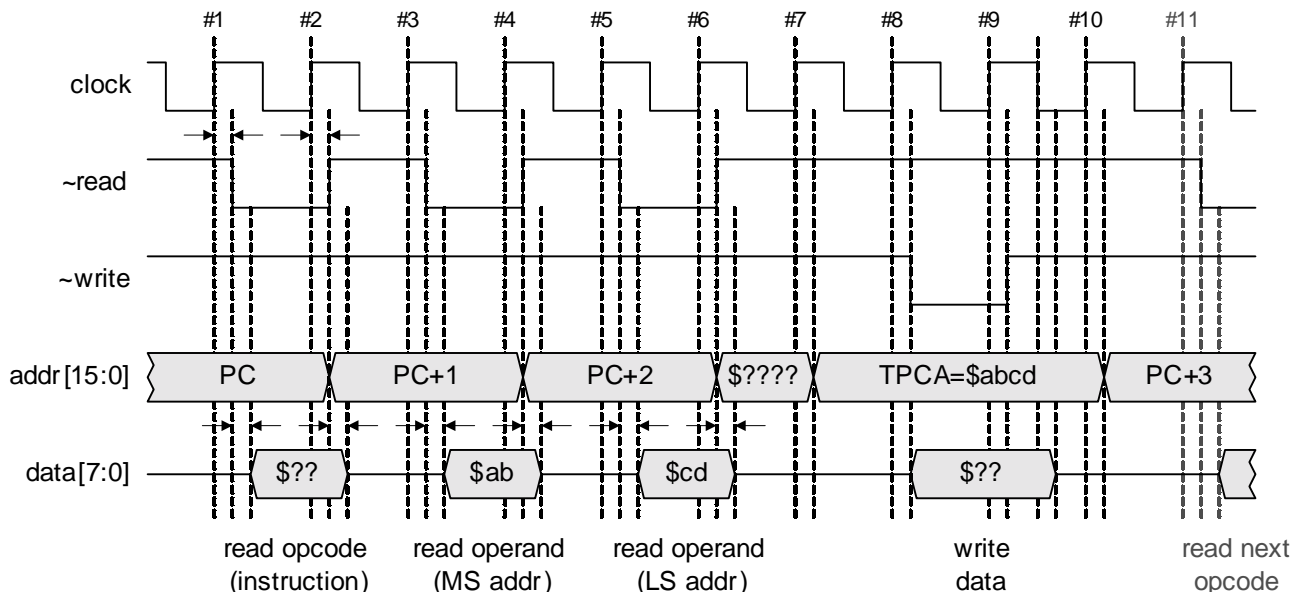 #1 #2 #3 #4 #5 #6 #7 #8 #9 #10 #11
clock
~read
~write
addr[15:0] PC PC+1 PC+2 $???? TPCA=$abcd PC+3
data[7:0] $?? $ab $cd $??
read opcode read operand read operand write read next
(instruction) (MS addr) (LS addr) data opcode